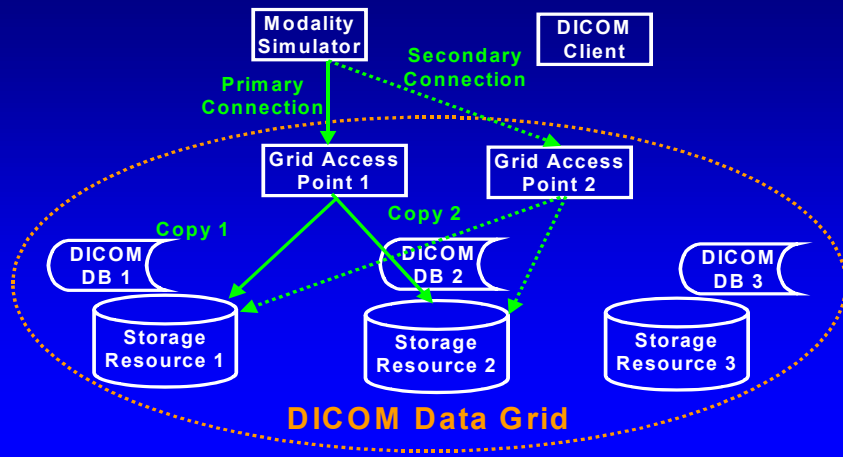 Modality
Simulator
DICOM
Client
Secondary
Connection
Primary
Connection
Grid Access
Point 1
Grid Access
Point 2
Copy 1
Copy 2
DICOM
DB 1
DICOM
DB 2
DICOM
DB 3
Storage
Resource 1
Storage
Resource 2
Storage
Resource 3
DICOM Data Grid